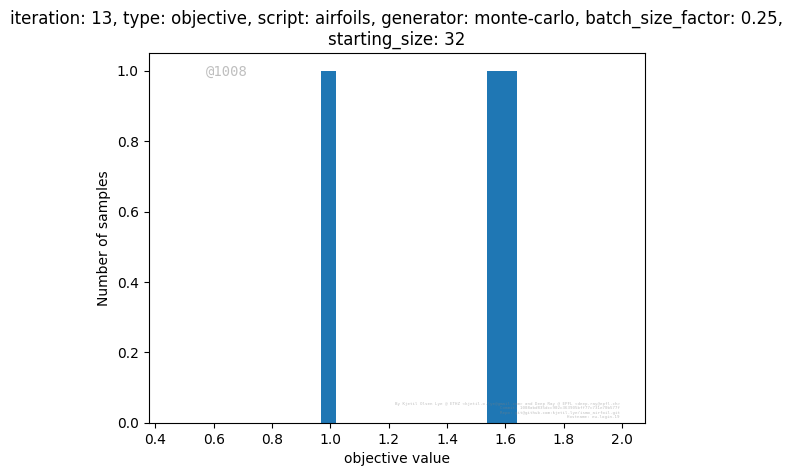 iteration: 13, type: objective, script: airfoils, generator: monte-carlo, batch_size_factor: 0.25,
starting_size: 32
@1008
1.0
0.8
0.6
0.4
0.2
0.0
Number of samples
0.4 0.6 0.8 1.0 1.2 1.4 1.6 1.8 2.0
objective value